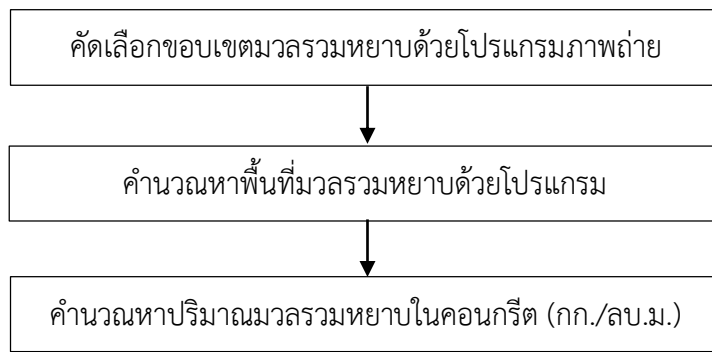 คัดเลือกขอบเขตมวลรวมหยาบด้วยโปรแกรมภาพถ่าย
คำนวณหาพื้นที่มวลรวมหยาบด้วยโปรแกรม
คำนวณหาปริมาณมวลรวมหยาบในคอนกรีต (กก./ลบ.ม.)